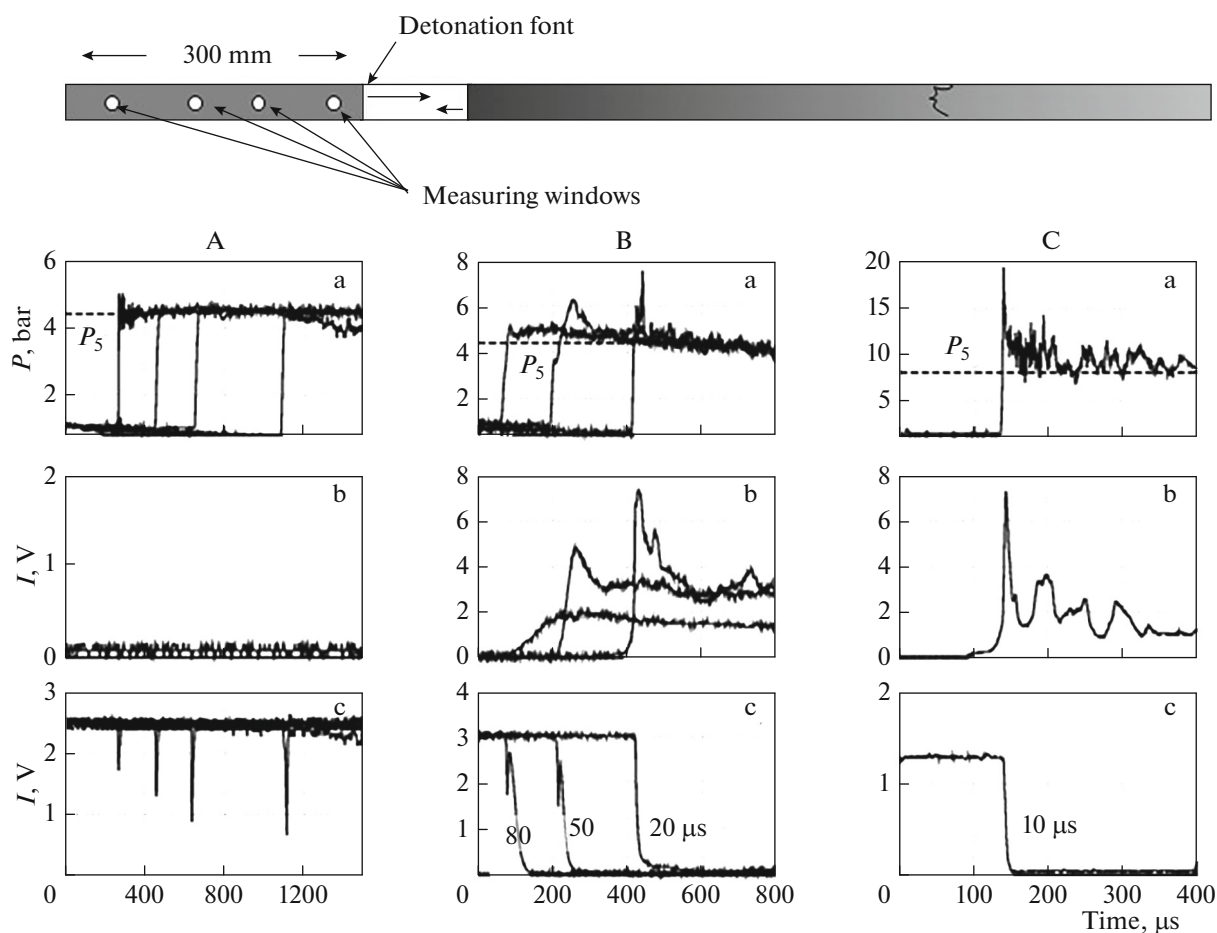 Detonation font
300 mm
Measuring windows
A
B
C
6
4
2
P, bar
a
P5
8
6
4
2
a
P5
20
15
10
5
a
P5
2
1
0
I, V
b
8
6
4
2
0
b
8
6
4
2
0
b
3
2
1
I, V
c
0
400
800
1200
4
3
2
1
c
80
50
20 μs
0
200
400
600
800
2
1
c
10 μs
0
100
200
300
400
Time, μs